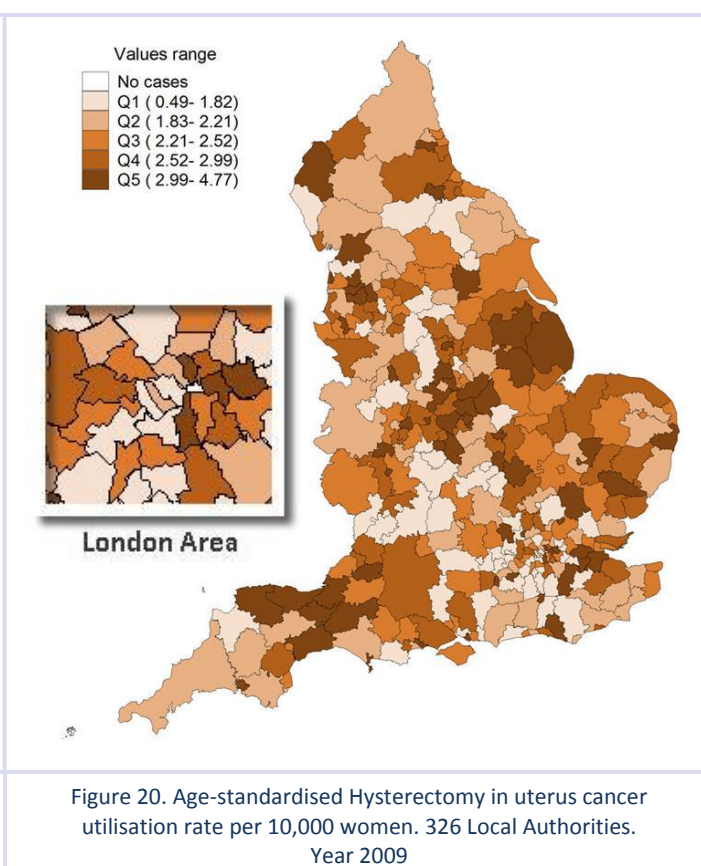 Values range
No cases
Q1 ( 0.49- 1.82)
Q2 ( 1.83- 2.21)
Q3 ( 2.21- 2.52)
Q4 ( 2.52- 2.99)
Q5 ( 2.99- 4.77)
London Area
Figure 20. Age-standardised Hysterectomy in uterus cancer
utilisation rate per 10,000 women. 326 Local Authorities.
Year 2009